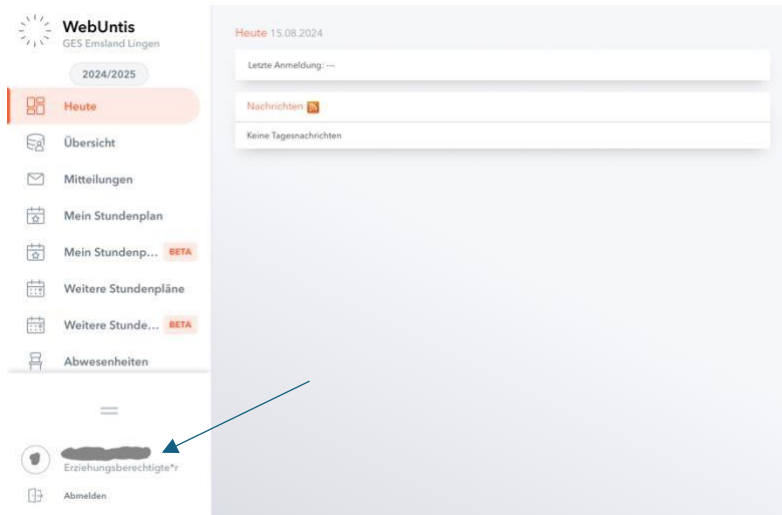 WebUntis
GES Emsland Lingen
2024/2025
Heute
Übersicht
Mitteilungen
Mein Stundenplan
Mein Stundenp... BETA
Weitere Stundenpläne
Weitere Stunde... BETA
Abwesenheiten
Erziehungsberechtigte*r
Abmelden
Heute 15.08.2024
Letzte Anmeldung: ---
Nachrichten
Keine Tagesnachrichten